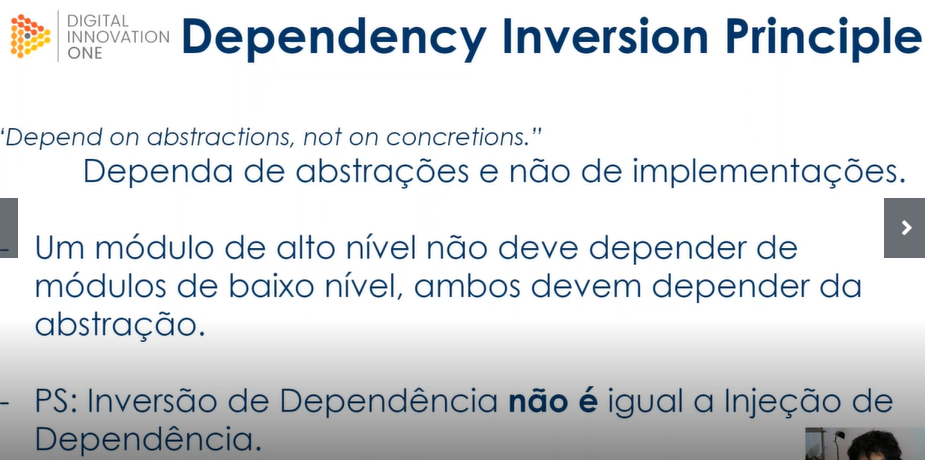 DIGITAL
INNOVATION
ONE
Dependency Inversion Principle
“Depend on abstractions, not on concretions.”
Dependa de abstrações e não de implementações.
- Um módulo de alto nível não deve depender de
módulos de baixo nível, ambos devem depender da
abstração.
- PS: Inversão de Dependência não é igual a Injeção de
Dependência.